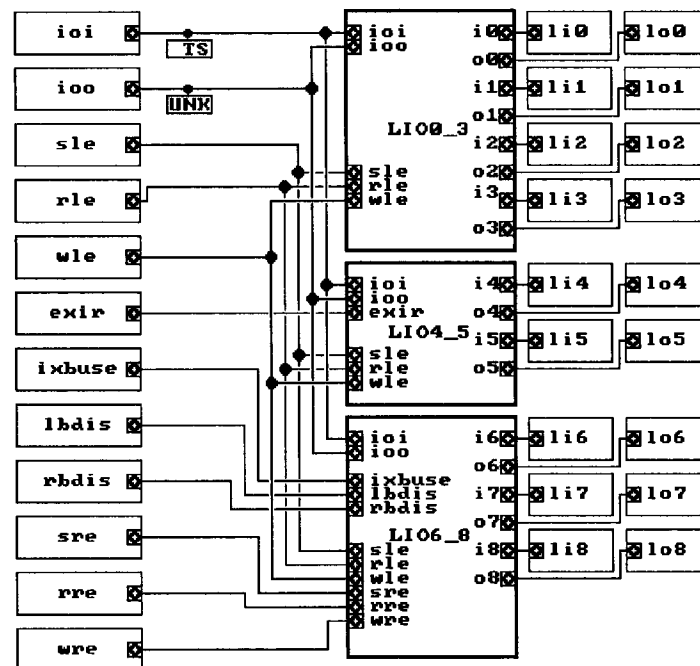 ioi
TS
ioo
UNX
sle
rle
wle
exir
ixbuse
lbdis
rbdis
sre
rre
wre
ioi
ioo
LIO0_3
sle
rle
wle
i0
o0
i1
o1
i2
o2
i3
o3
li0
lo0
li1
lo1
li2
lo2
li3
lo3
ioi
ioo
exir
LIO4_5
sle
rle
wle
i4
o4
i5
o5
li4
lo4
li5
lo5
ioi
ioo
ixbuse
lbdis
rbdis
LIO6_8
sle
rle
wle
sre
rre
wre
i6
o6
i7
o7
i8
o8
li6
lo6
li7
lo7
li8
lo8